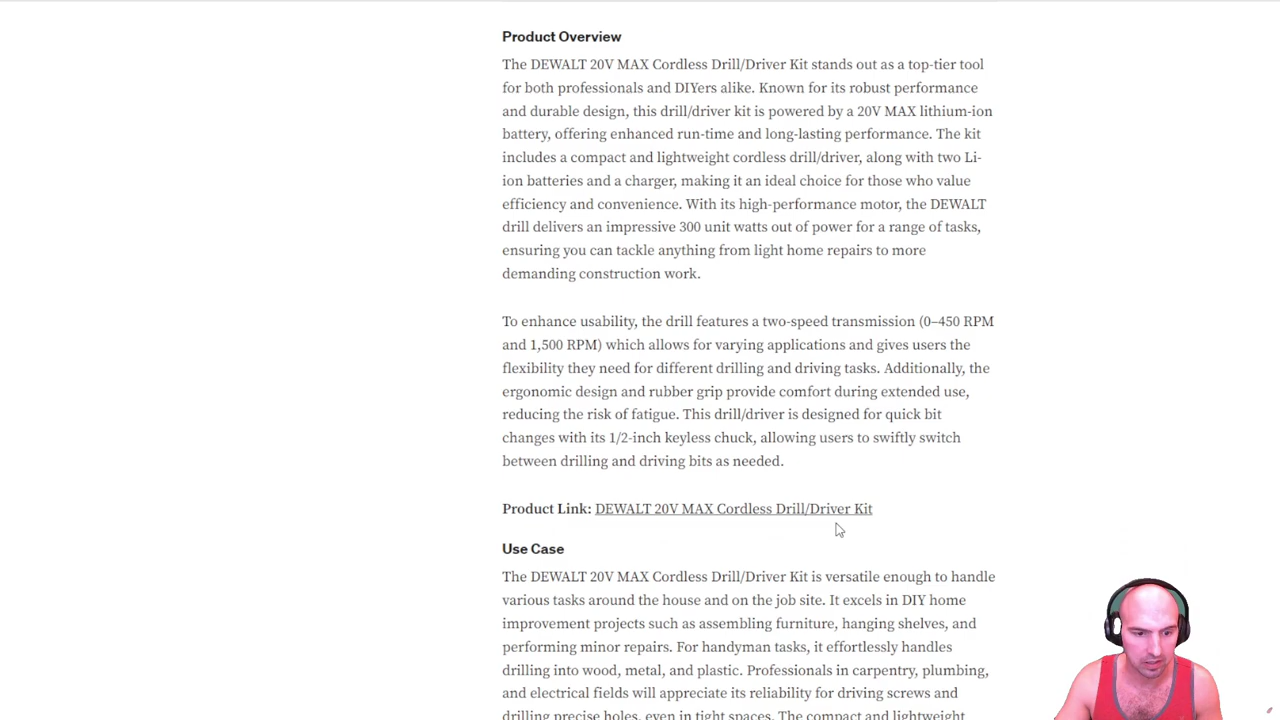 Product Overview
The DEWALT 20V MAX Cordless Drill/Driver Kit stands out as a top-tier tool
for both professionals and DIYers alike. Known for its robust performance
and durable design, this drill/driver kit is powered by a 20V MAX lithium-ion
battery, offering enhanced run-time and long-lasting performance. The kit
includes a compact and lightweight cordless drill/driver, along with two Li-
ion batteries and a charger, making it an ideal choice for those who value
efficiency and convenience. With its high-performance motor, the DEWALT
drill delivers an impressive 300 unit watts out of power for a range of tasks,
ensuring you can tackle anything from light home repairs to more
demanding construction work.
To enhance usability, the drill features a two-speed transmission (0–450 RPM
and 1,500 RPM) which allows for varying applications and gives users the
flexibility they need for different drilling and driving tasks. Additionally, the
ergonomic design and rubber grip provide comfort during extended use,
reducing the risk of fatigue. This drill/driver is designed for quick bit
changes with its 1/2-inch keyless chuck, allowing users to swiftly switch
between drilling and driving bits as needed.
Product Link: DEWALT 20V MAX Cordless Drill/Driver Kit
Use Case
The DEWALT 20V MAX Cordless Drill/Driver Kit is versatile enough to handle
various tasks around the house and on the job site. It excels in DIY home
improvement projects such as assembling furniture, hanging shelves, and
performing minor repairs. For handyman tasks, it effortlessly handles
drilling into wood, metal, and plastic. Professionals in carpentry, plumbing,
and electrical fields will appreciate its reliability for driving screws and
drilling precise holes, even in tight spaces. The compact and lightweight